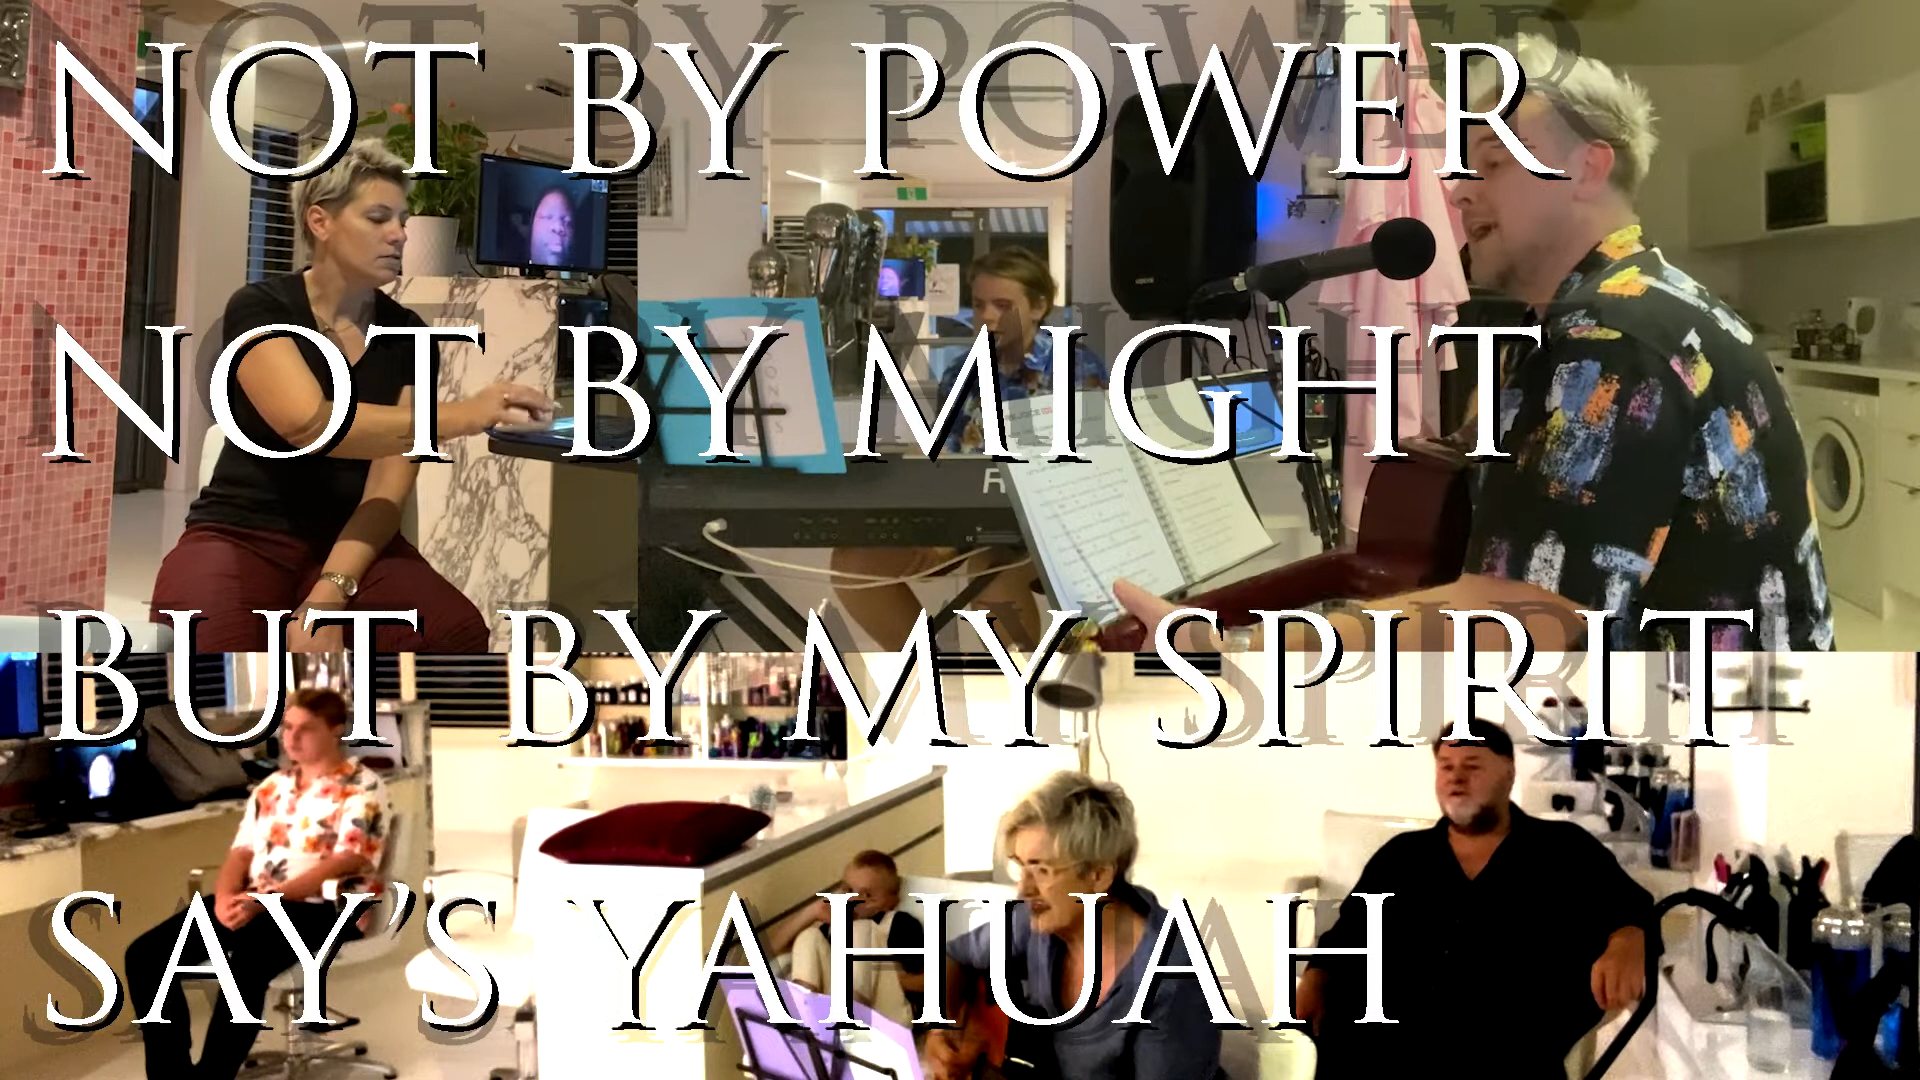 NOT BY POWER
NOT BY MIGHT
BUT BY MY SPIRIT
SAY'S YAHUAH